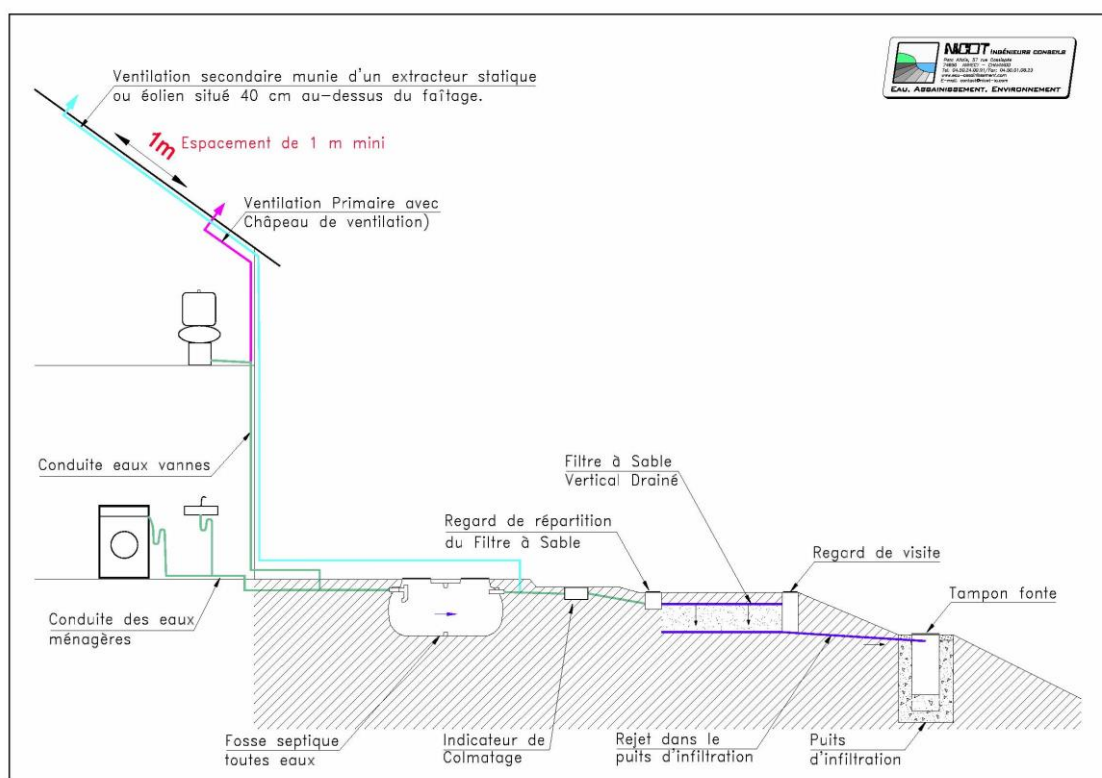 NICOT INGÉNIEURS CONSEILS
EAU, ASSAINISSEMENT, ENVIRONNEMENT
Ventilation secondaire munie d'un extracteur statique
ou éolien situé 40 cm au-dessus du faîtage.
1m Espacement de 1 m mini
Ventilation Primaire avec
Châpeau de ventilation)
Conduite eaux vannes
Filtre à Sable
Vertical Drainé
Regard de répartition
du Filtre à Sable
Regard de visite
Tampon fonte
Conduite des eaux
ménagères
Fosse septique
toutes eaux
Indicateur de
Colmatage
Rejet dans le
puits d'infiltration
Puits
d'infiltration